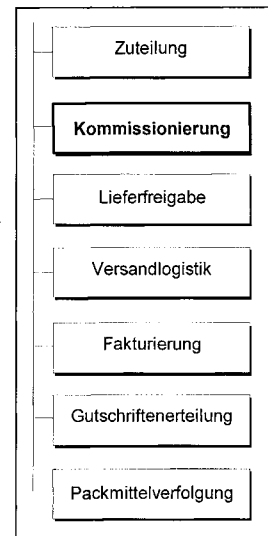 Zuteilung
Kommissionierung
Lieferfreigabe
Versandlogistik
Fakturierung
Gutschriftenerteilung
Packmittelverfolgung